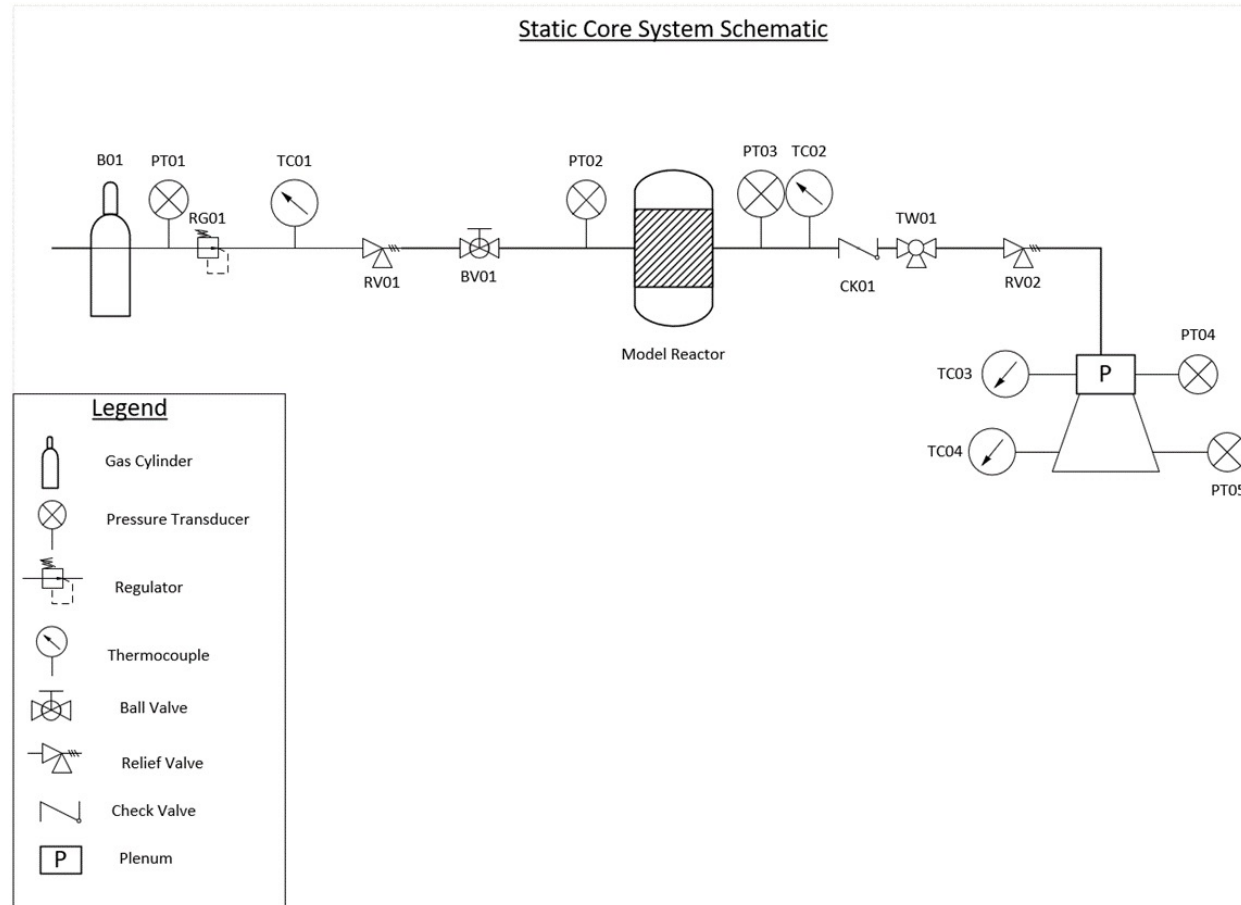 Static Core System Schematic
B01
PT01
RG01
TC01
RV01
BV01
PT02
Model Reactor
PT03
TC02
CK01
TW01
RV02
TC03
P
PT04
TC04
PT05
Legend
Gas Cylinder
Pressure Transducer
Regulator
Thermocouple
Ball Valve
Relief Valve
Check Valve
P
Plenum